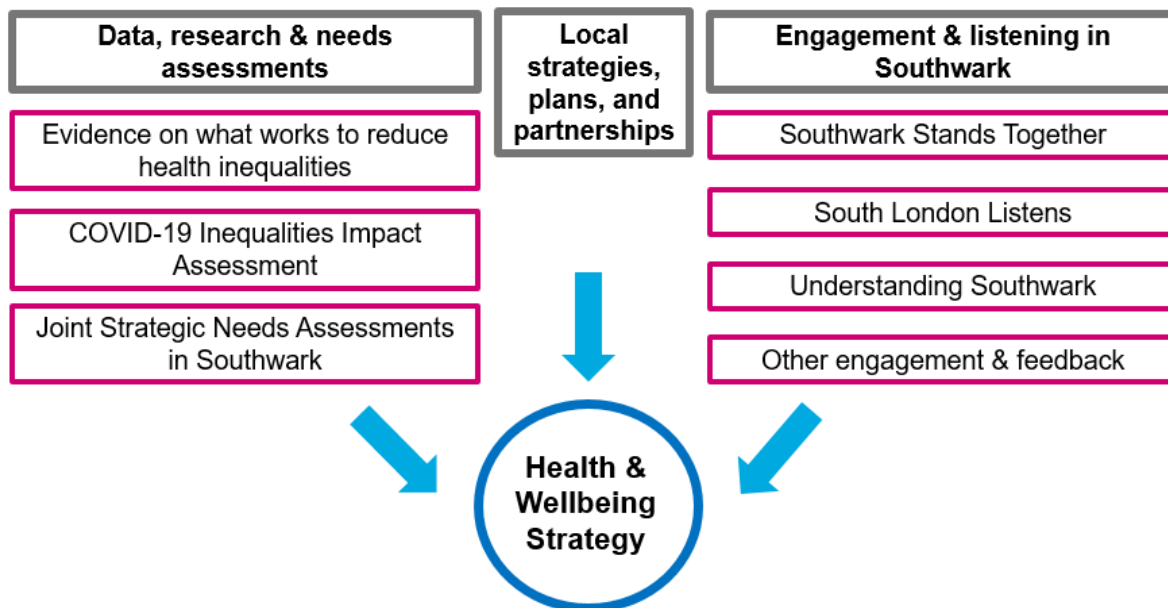 Data, research & needs
assessments
Evidence on what works to reduce
health inequalities
COVID-19 Inequalities Impact
Assessment
Joint Strategic Needs Assessments
in Southwark
Local
strategies,
plans, and
partnerships
Engagement & listening in
Southwark
Southwark Stands Together
South London Listens
Understanding Southwark
Other engagement & feedback
Health &
Wellbeing
Strategy